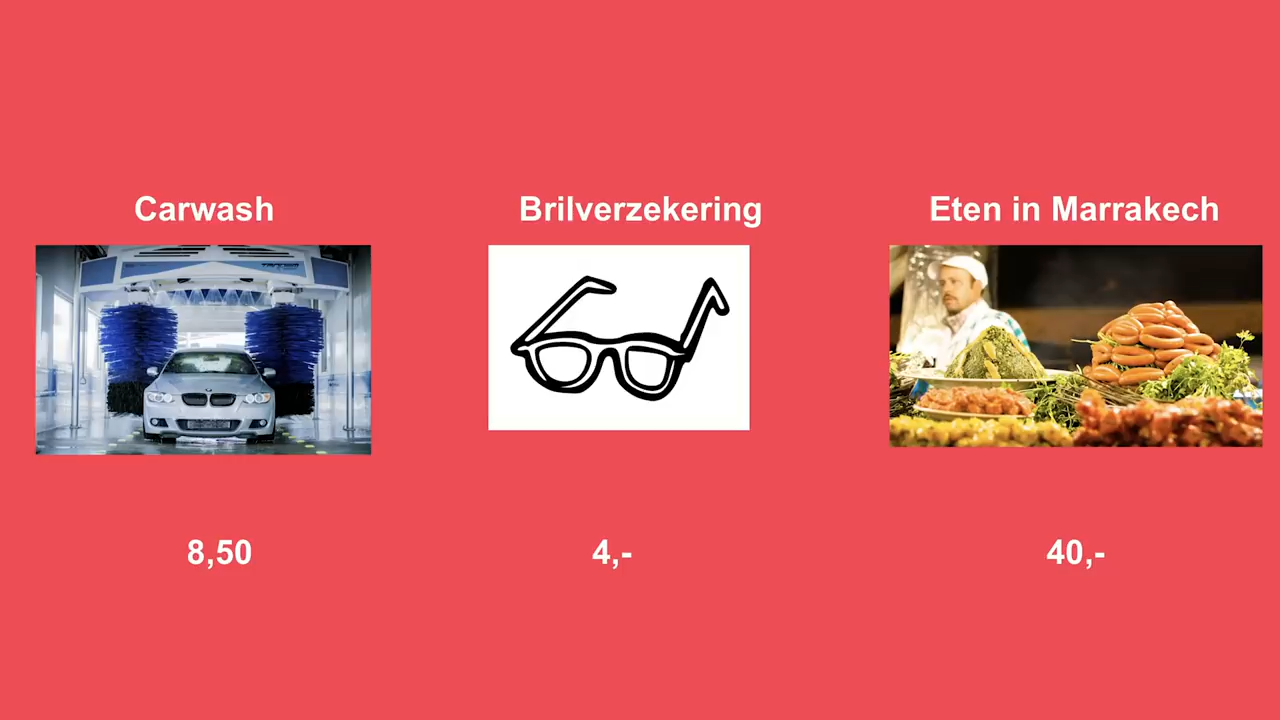 Carwash
Brilverzekering
Eten in Marrakech
8,50
4,-
40,-